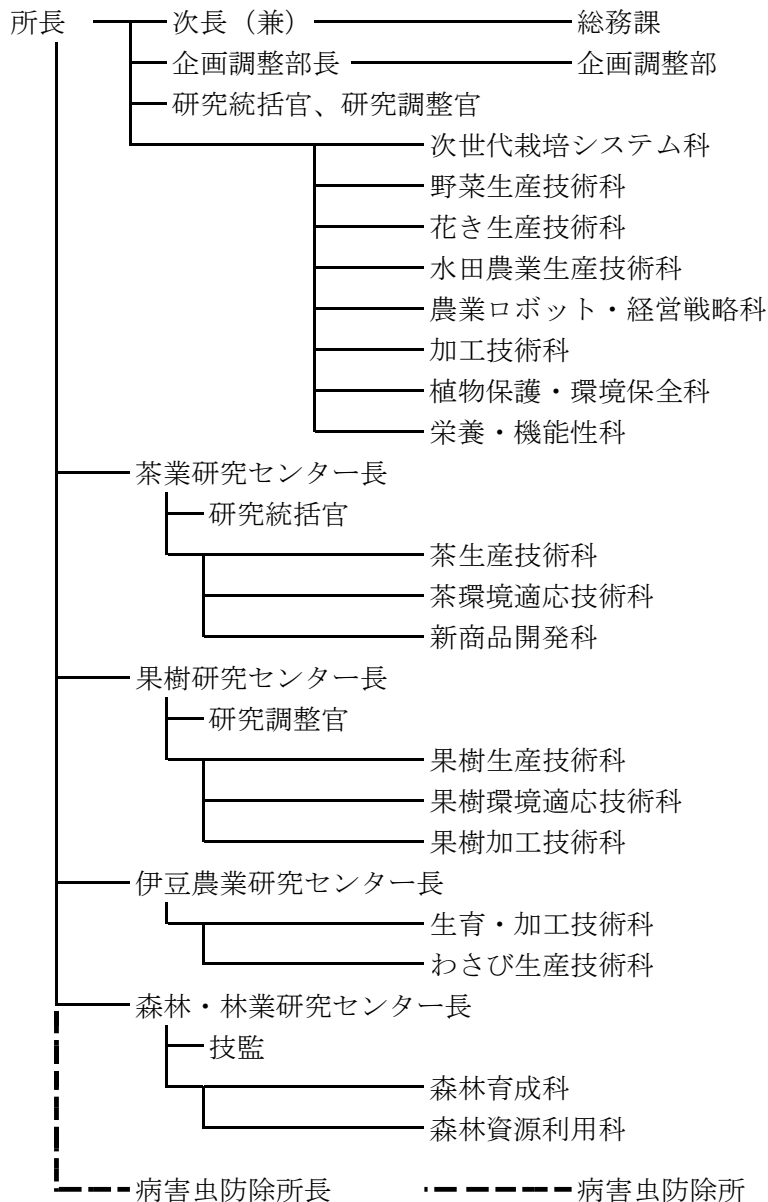 所長 次長（兼） 総務課
企画調整部長 企画調整部
研究統括官、研究調整官
次世代栽培システム科
野菜生産技術科
花き生産技術科
水田農業生産技術科
農業ロボット・経営戦略科
加工技術科
植物保護・環境保全科
栄養・機能性科
茶業研究センター長
研究統括官
茶生産技術科
茶環境適応技術科
新商品開発科
果樹研究センター長
研究調整官
果樹生産技術科
果樹環境適応技術科
果樹加工技術科
伊豆農業研究センター長
生育・加工技術科
わさび生産技術科
森林・林業研究センター長
技監
森林育成科
森林資源利用科
病害虫防除所長 病害虫防除所